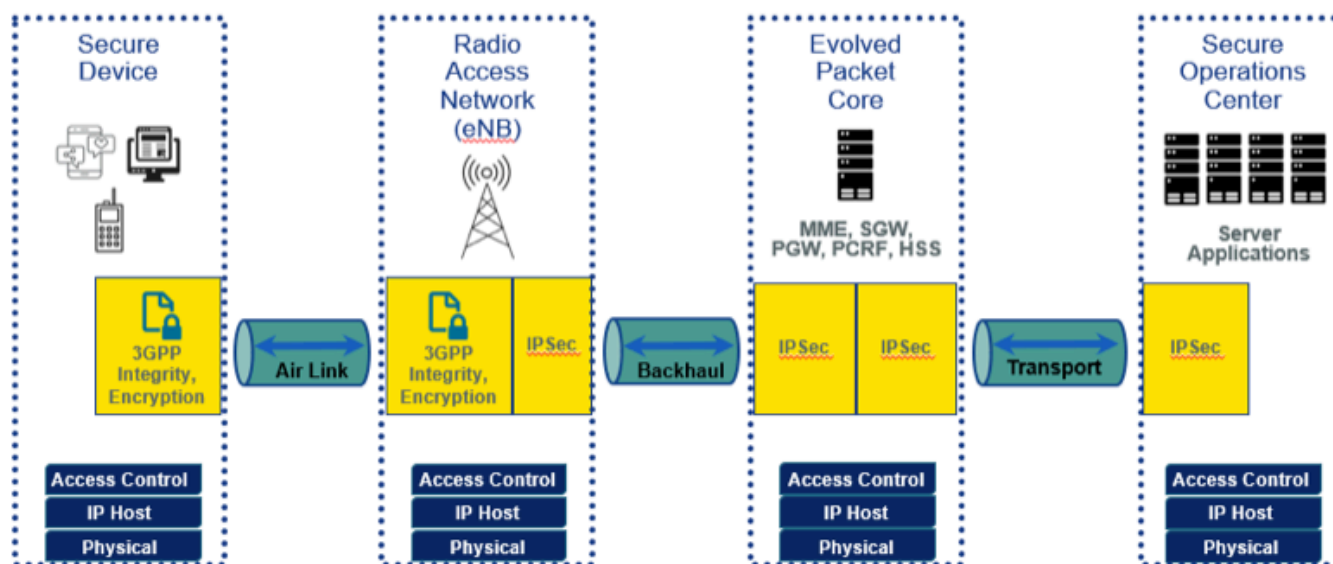 Secure
Device
Radio
Access
Network
(eNB)
Evolved
Packet
Core
Secure
Operations
Center
MME, SGW,
PGW, PCRF, HSS
Server
Applications
3GPP
Integrity,
Encryption
Air Link
3GPP
Integrity,
Encryption
IPSec
Backhaul
IPSec
IPSec
Transport
IPSec
Access Control
IP Host
Physical
Access Control
IP Host
Physical
Access Control
IP Host
Physical
Access Control
IP Host
Physical